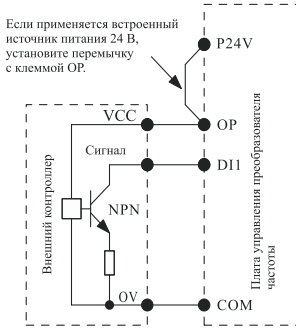 Если применяется встроенный
источник питания 24 В,
установите перемычку
с клеммой OP.
P24V
VCC
OP
Сигнал
DI1
NPN
Внешний контроллер
Плата управления преобразователя
частоты
OV
COM